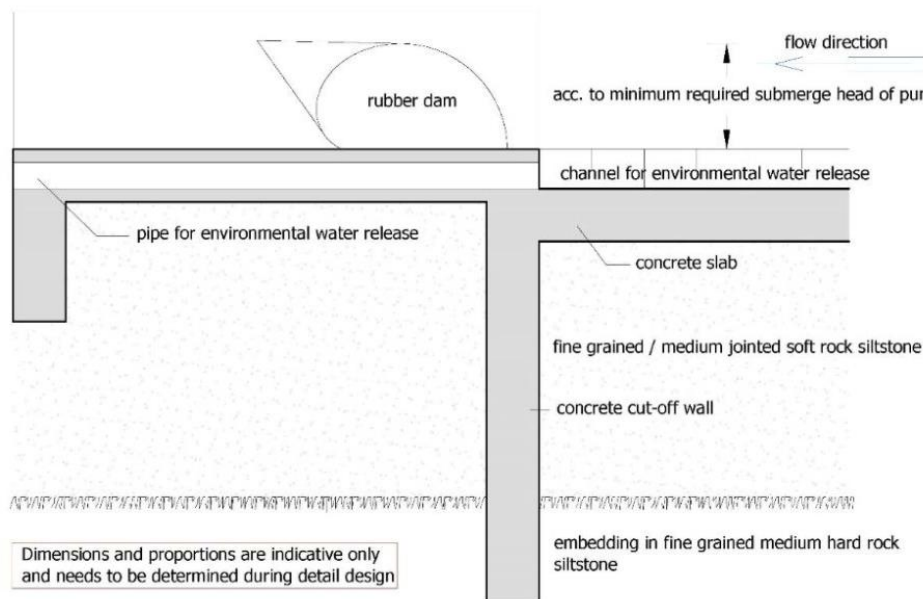 flow direction
rubber dam
acc. to minimum required submerge head of
channel for environmental water release
pipe for environmental water release
concrete slab
fine grained / medium jointed soft rock siltstone
concrete cut-off wall
Dimensions and proportions are indicative only
and needs to be determined during detail design
embedding in fine grained medium hard rock
siltstone